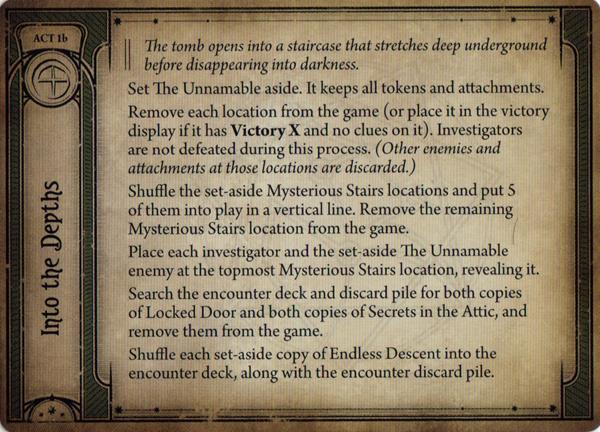 ACT 1b
Into the Depths
The tomb opens into a staircase that stretches deep underground
before disappearing into darkness.
Set The Unnamable aside. It keeps all tokens and attachments.
Remove each location from the game (or place it in the victory
display if it has Victory X and no clues on it). Investigators
are not defeated during this process. (Other enemies and
attachments at those locations are discarded.)
Shuffle the set-aside Mysterious Stairs locations and put 5
of them into play in a vertical line. Remove the remaining
Mysterious Stairs location from the game.
Place each investigator and the set-aside The Unnamable
enemy at the topmost Mysterious Stairs location, revealing it.
Search the encounter deck and discard pile for both copies
of Locked Door and both copies of Secrets in the Attic, and
remove them from the game.
Shuffle each set-aside copy of Endless Descent into the
encounter deck, along with the encounter discard pile.